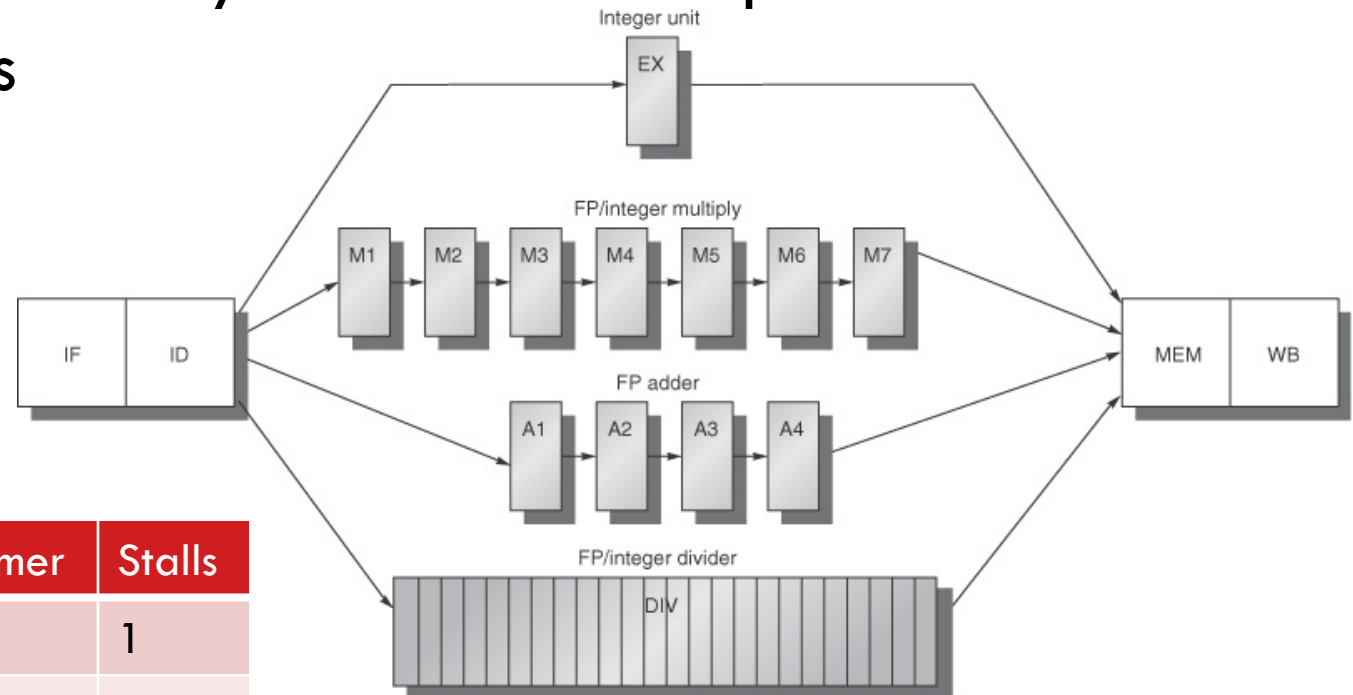 Integer unit
EX
FP/integer multiply
M1 M2 M3 M4 M5 M6 M7
IF ID
MEM WB
FP adder
A1 A2 A3 A4
FP/integer divider
DIV
Stalls
1